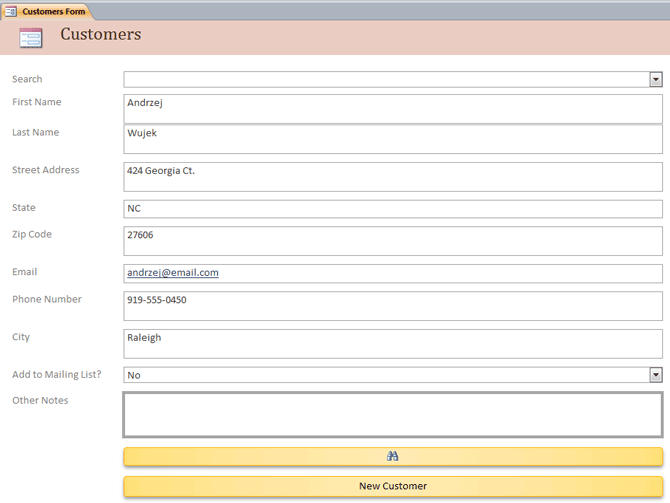 Customers Form
Customers
Search
First Name Andrzej
Last Name Wujek
Street Address 424 Georgia Ct.
State NC
Zip Code 27606
Email andrzej@email.com
Phone Number 919-555-0450
City Raleigh
Add to Mailing List? No
Other Notes
New Customer